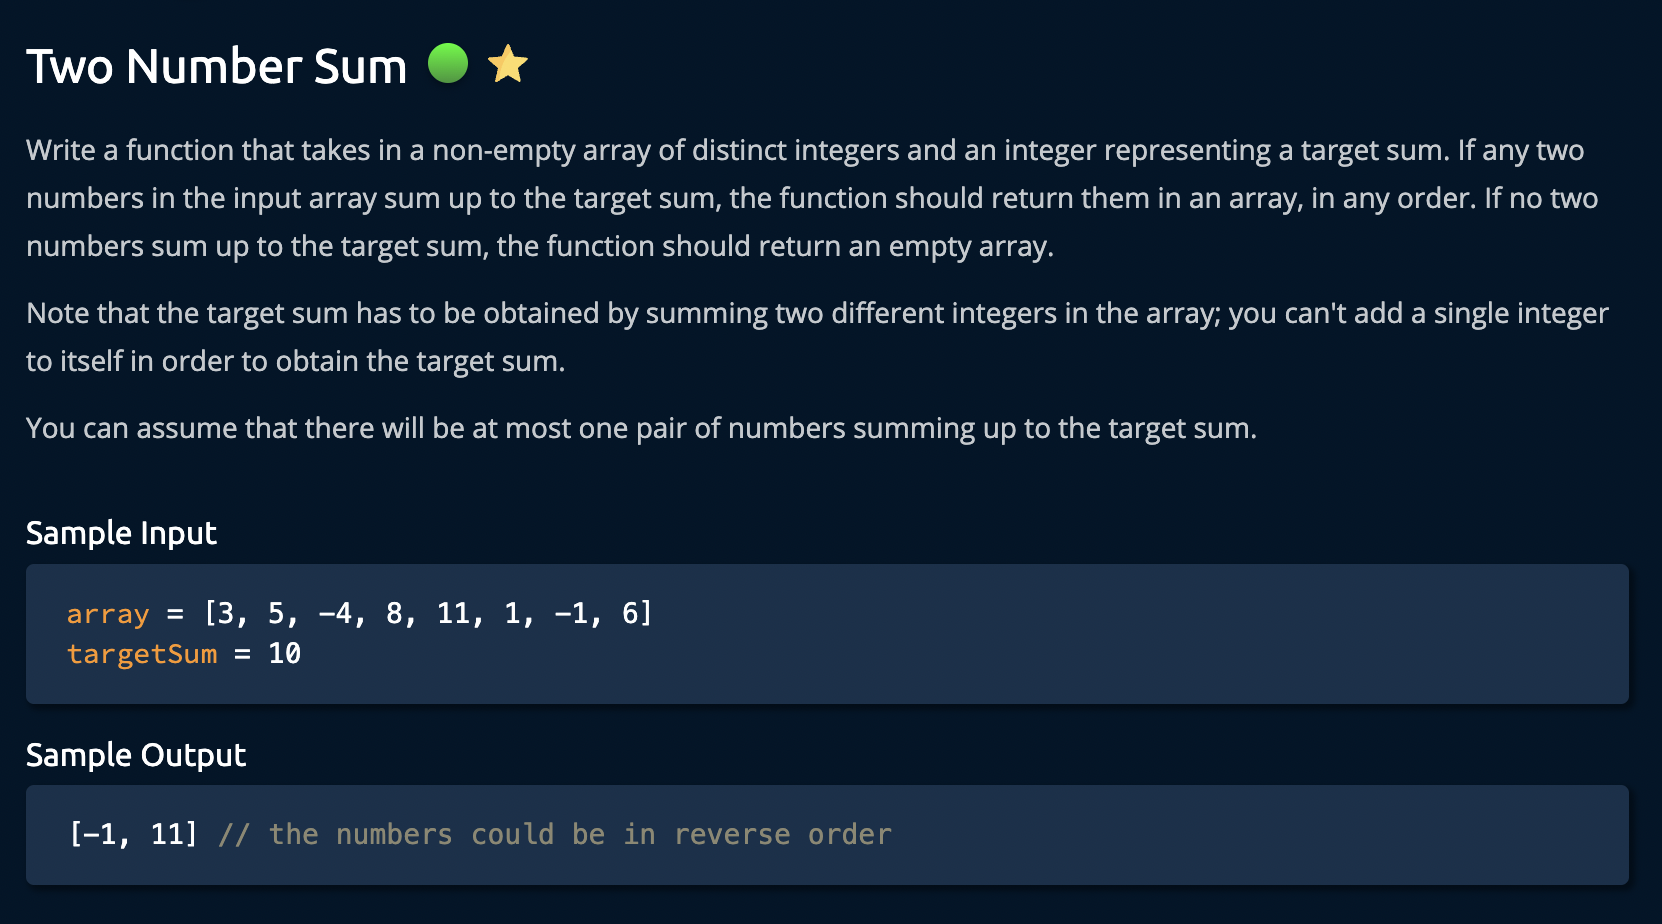 Two Number Sum
Write a function that takes in a non-empty array of distinct integers and an integer representing a target sum. If any two
numbers in the input array sum up to the target sum, the function should return them in an array, in any order. If no two
numbers sum up to the target sum, the function should return an empty array.
Note that the target sum has to be obtained by summing two different integers in the array; you can't add a single integer
to itself in order to obtain the target sum.
You can assume that there will be at most one pair of numbers summing up to the target sum.
Sample Input
array = [3, 5, -4, 8, 11, 1, -1, 6]
targetSum = 10
Sample Output
[-1, 11] // the numbers could be in reverse order